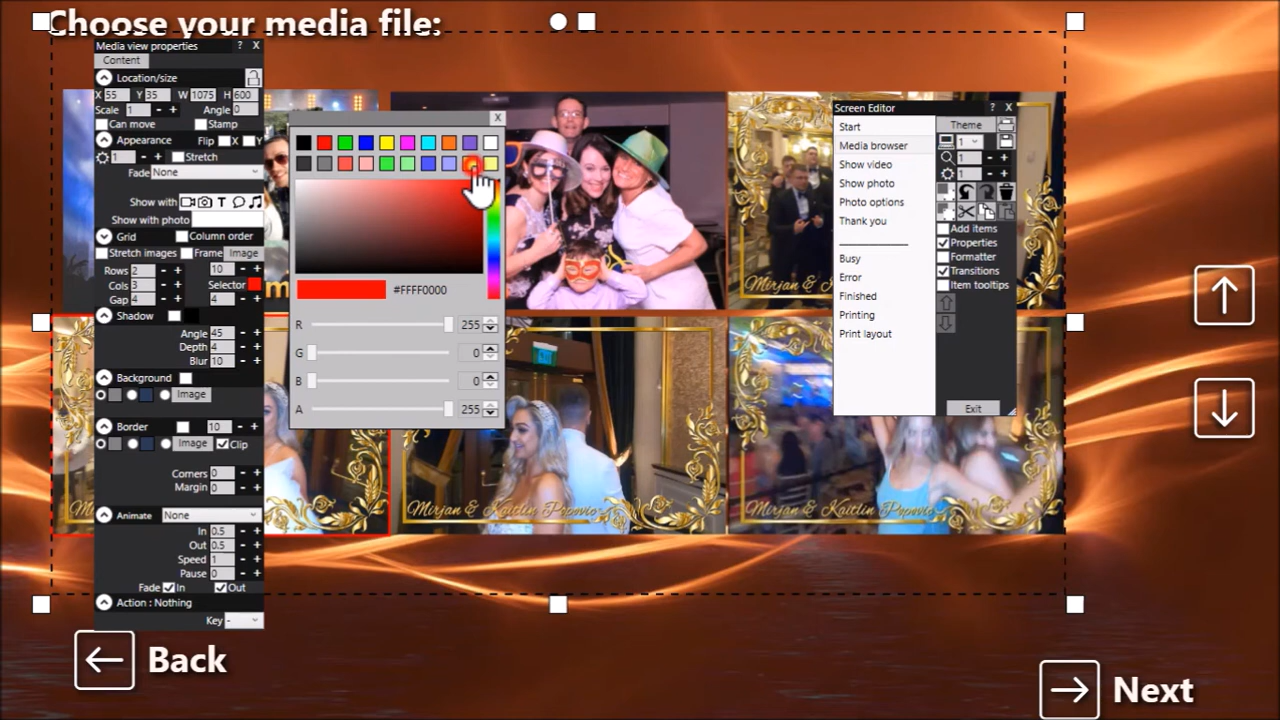 Choose your media file:
Media view properties ? X
Content
Location/size
X 55 Y 35 W 1075 H 600
Scale 1 - + Angle 0
Can move Stamp
Appearance Flip X Y
1 - + Stretch
Fade None
Show with T
Show with photo
Grid Column order
Stretch images Frame Image
Rows 2 - + 10 - +
Cols 3 - + Selector
Gap 4 - + 4 - +
Shadow
Angle 45 - +
Depth 4 - +
Blur 10 - +
Background
Image
Border 10 - +
Image Clip
Corners 0 - +
Margin 0 - +
Animate None
In 0.5 - +
Out 0.5 - +
Speed 1 - +
Pause 0 - +
Fade In Out
Action : Nothing
Key -
X
#FFFF0000
R 255
G 0
B 0
A 255
Screen Editor ? X
Start
Media browser
Show video
Show photo
Photo options
Thank you
Busy
Error
Finished
Printing
Print layout
Theme
1
1 - +
1 - +
Add items
Properties
Formatter
Transitions
Item tooltips
Exit
Mirjan & Kaitlin Popovic
Mirjan & Kaitlin Popovic
Back
Next